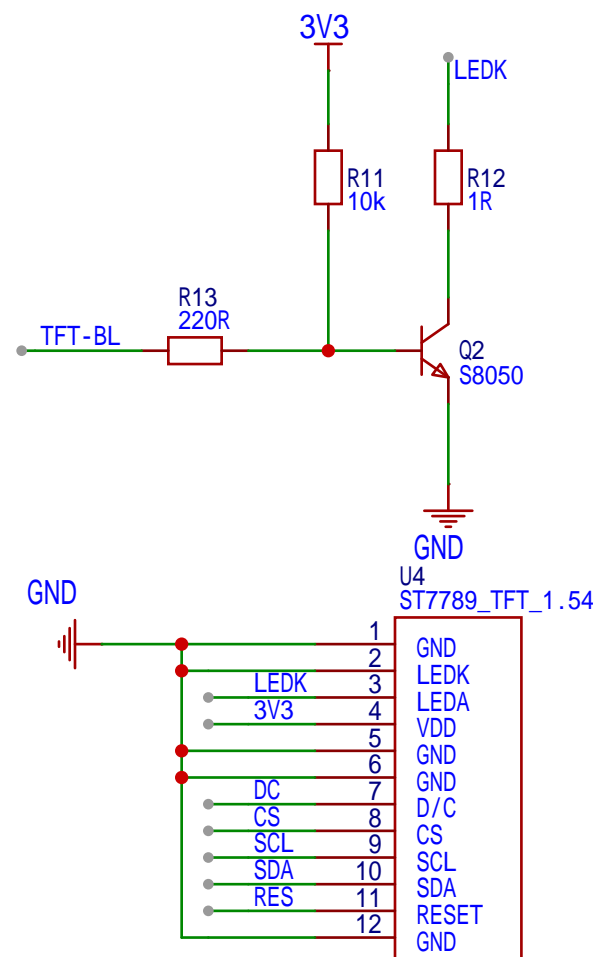 3V3
LEDK
R11
10k
R12
1R
R13
220R
TFT-BL
Q2
S8050
GND
U4
ST7789_TFT_1.54
GND
1 GND
2 LEDK
LEDK 3 LEDA
3V3 4 VDD
5 GND
6 GND
DC 7 D/C
CS 8 CS
SCL 9 SCL
SDA 10 SDA
RES 11 RESET
12 GND